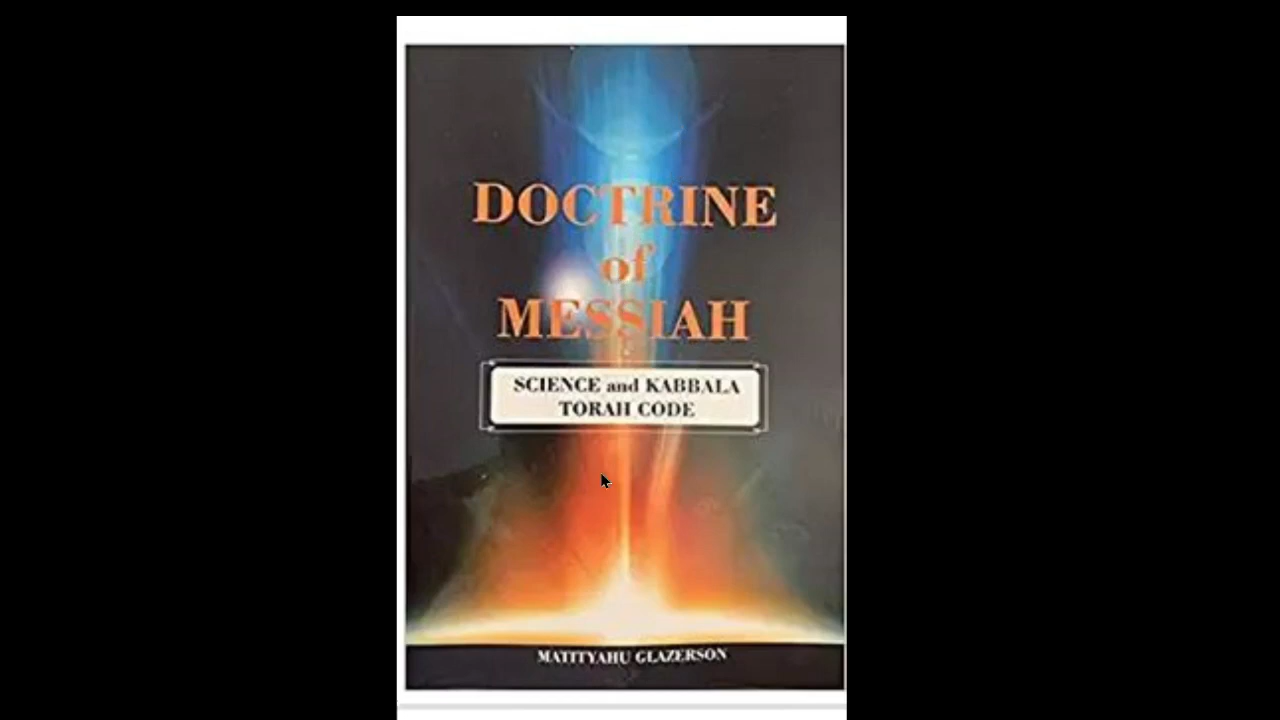 DOCTRINE
of
MESSIAH
SCIENCE and KABBALA
TORAH CODE
MATITYAHU GLAZERSON